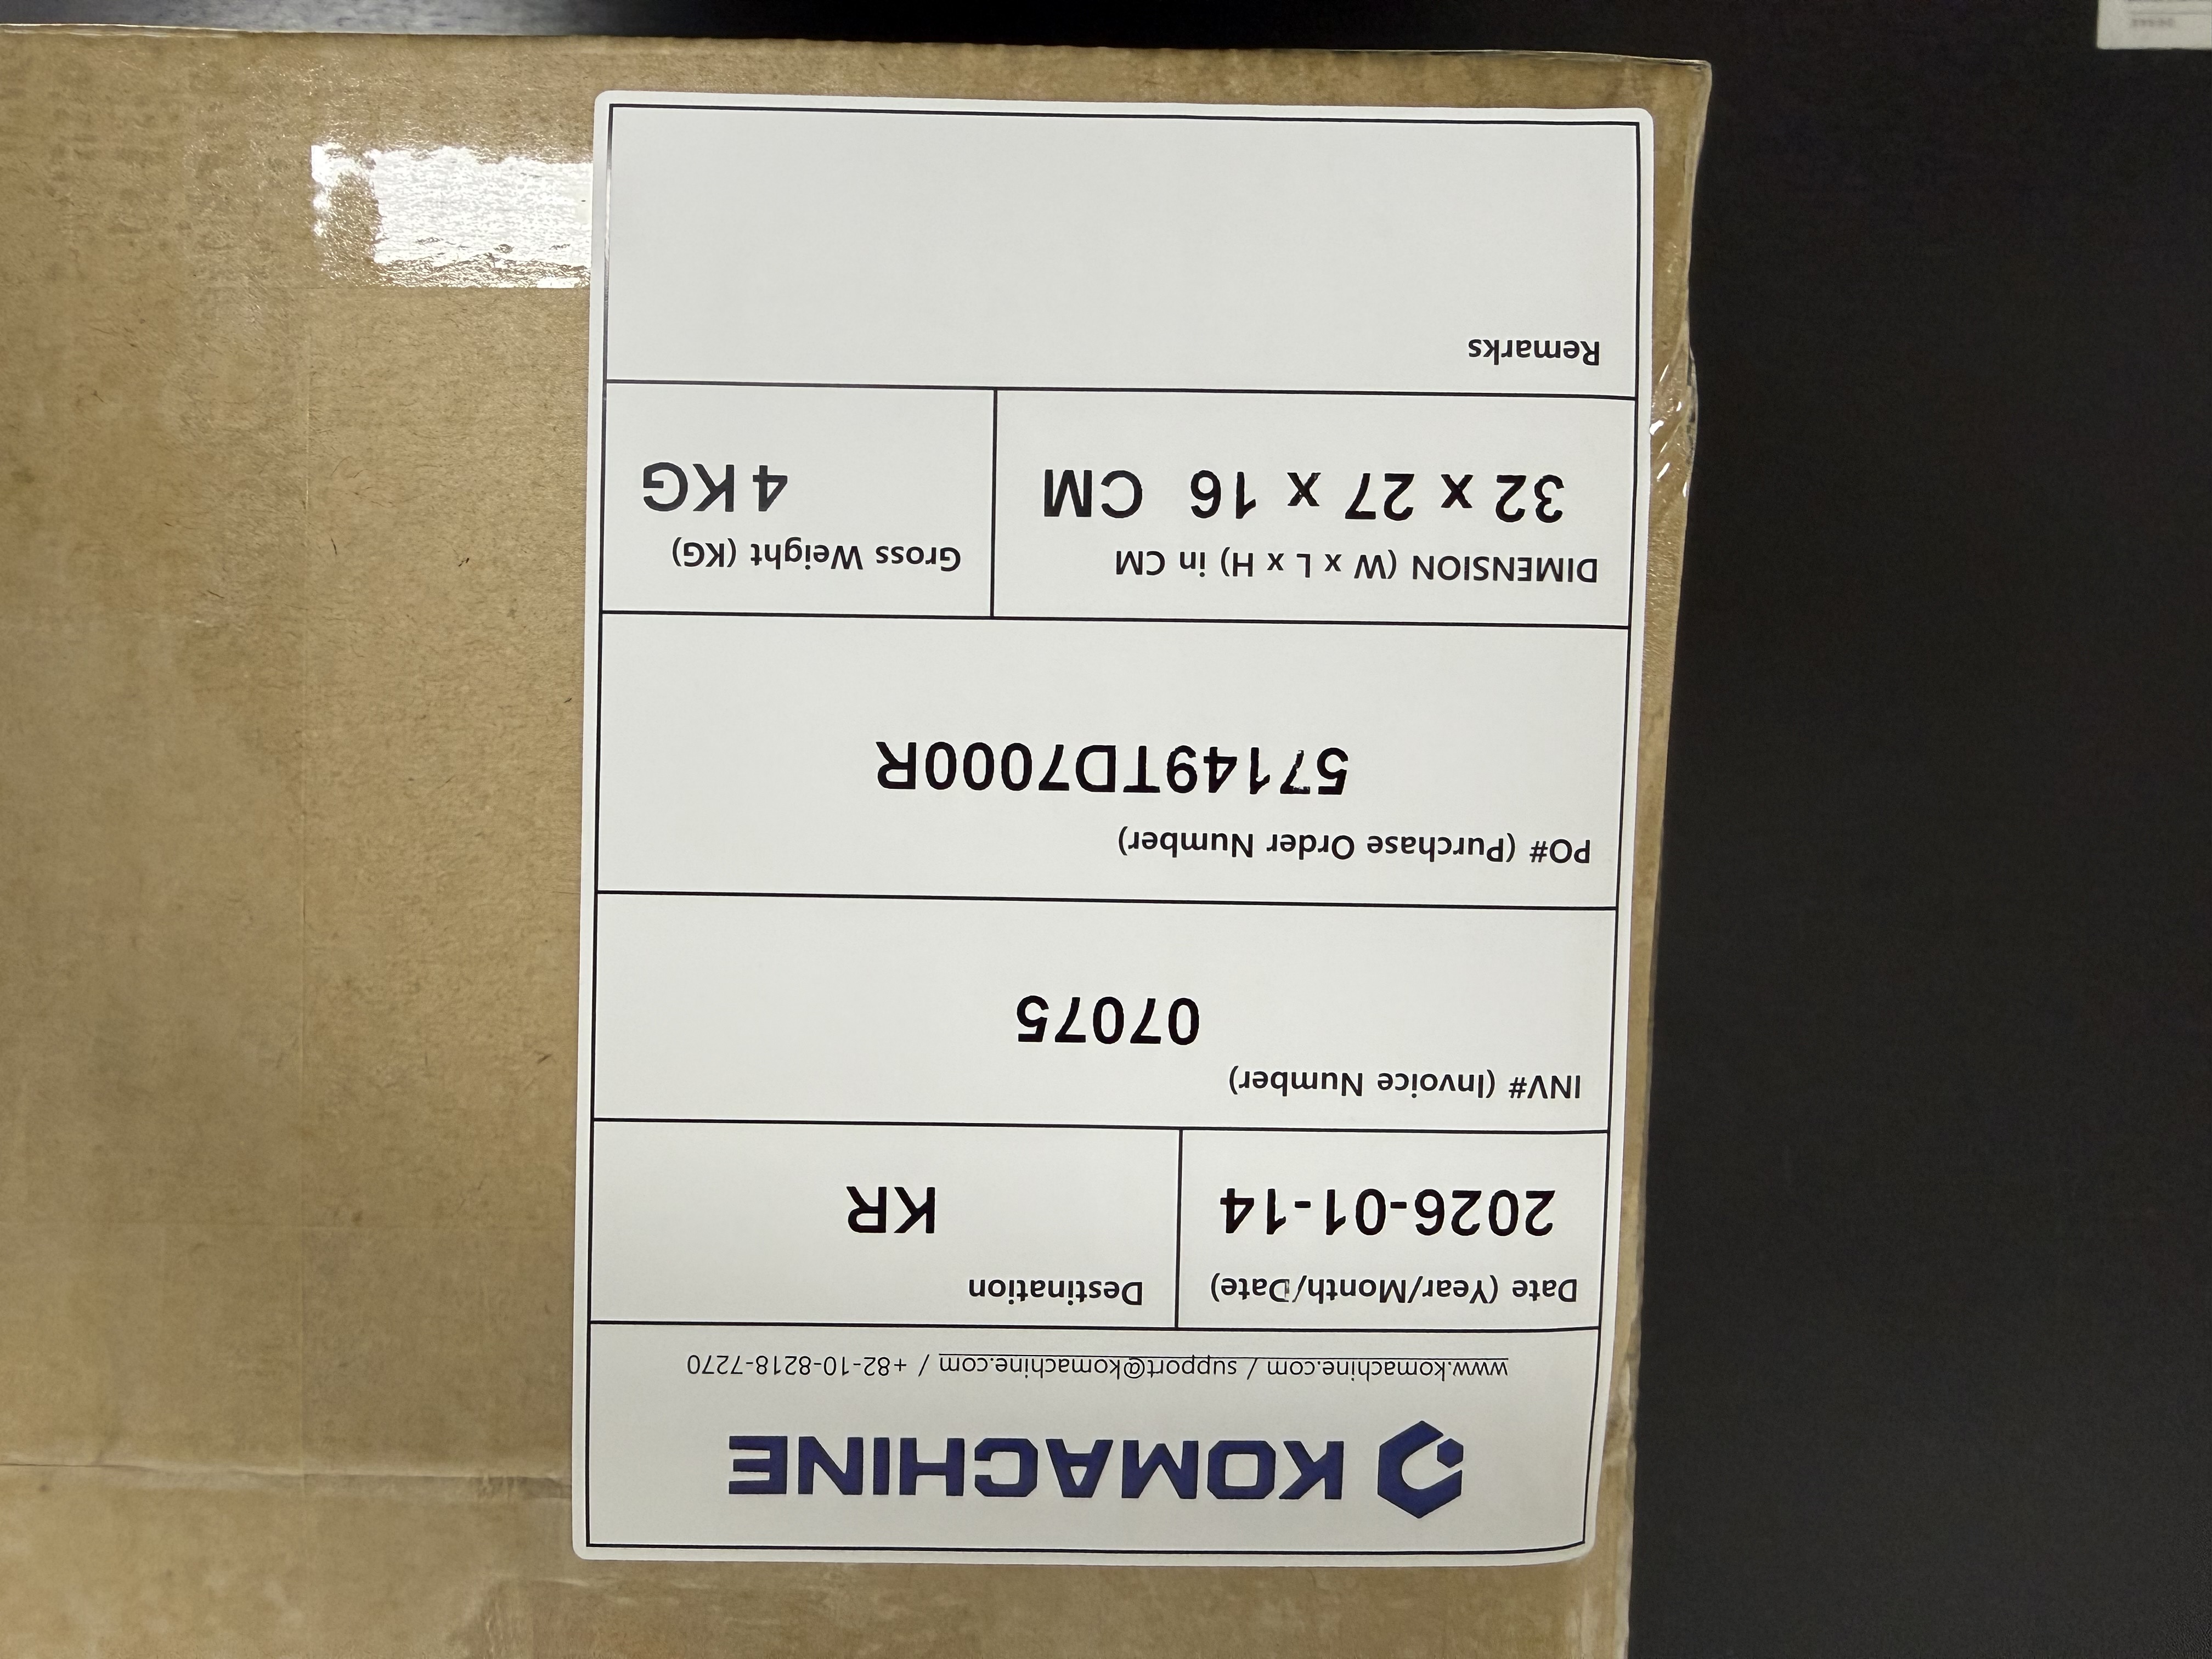 KOMACHINE
www.komachine.com / support@komachine.com / +82-10-8218-7270
Date (Year/Month/Date)
2026-01-14
Destination
KR
INV# (Invoice Number)
07075
PO# (Purchase Order Number)
57149TD7000R
DIMENSION (W x L x H) in CM
32 x 27 x 16 CM
Gross Weight (KG)
4 KG
Remarks